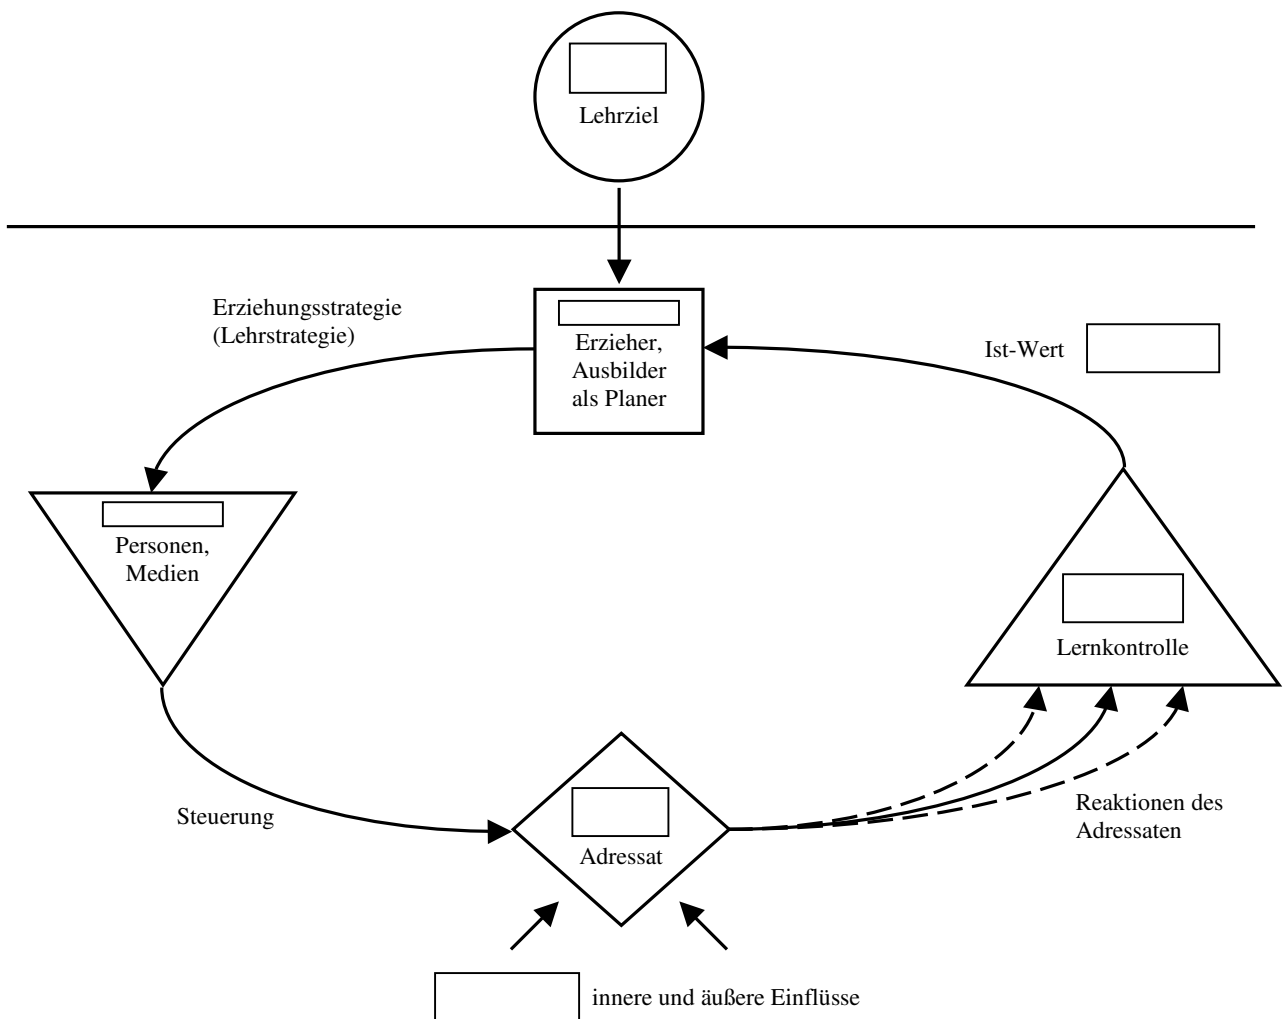 Lehrziel
Erziehungsstrategie
(Lehrstrategie)
Erzieher,
Ausbilder
als Planer
Ist-Wert
Personen,
Medien
Lernkontrolle
Steuerung
Adressat
Reaktionen des
Adressaten
innere und äußere Einflüsse